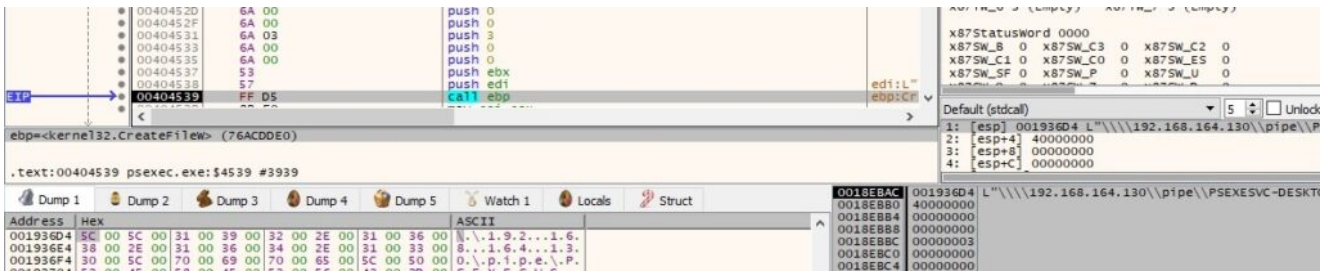 0040452D 6A 00 push 0
0040452F 6A 00 push 0
00404531 6A 03 push 3
00404533 6A 00 push 0
00404535 6A 00 push 0
00404537 53 push ebx
00404538 57 push edi edi:L"
EIP 00404539 FF D5 call ebp ebp:Cr
ebp=<kernel32.CreateFileW> (76ACDDE0)
.text:00404539 psexec.exe:$4539 #3939
x87StatusWord 0000
x87SW_B 0 x87SW_C3 0 x87SW_C2 0
x87SW_C1 0 x87SW_C0 0 x87SW_ES 0
x87SW_SF 0 x87SW_P 0 x87SW_U 0
Default (stdcall) 5 Unlock
1: [esp] 001936D4 L"\\\\192.168.164.130\\pipe\\P
2: [esp+4] 40000000
3: [esp+8] 00000000
4: [esp+C] 00000000
Dump 1 Dump 2 Dump 3 Dump 4 Dump 5 Watch 1 Locals Struct
Address Hex ASCII
001936D4 5C 00 5C 00 31 00 39 00 32 00 2E 00 31 00 36 00 \.\.1.9.2...1.6.
001936E4 38 00 2E 00 31 00 36 00 34 00 2E 00 31 00 33 00 8...1.6.4...1.3.
001936F4 30 00 5C 00 70 00 69 00 70 00 65 00 5C 00 50 00 0.\.p.i.p.e.\.P.
0018EBAC 001936D4 L"\\\\192.168.164.130\\pipe\\PSEXESVC-DESKTO
0018EBB0 40000000
0018EBB4 00000000
0018EBB8 00000000
0018EBBC 00000003
0018EBC0 00000000
0018EBC4 00000000